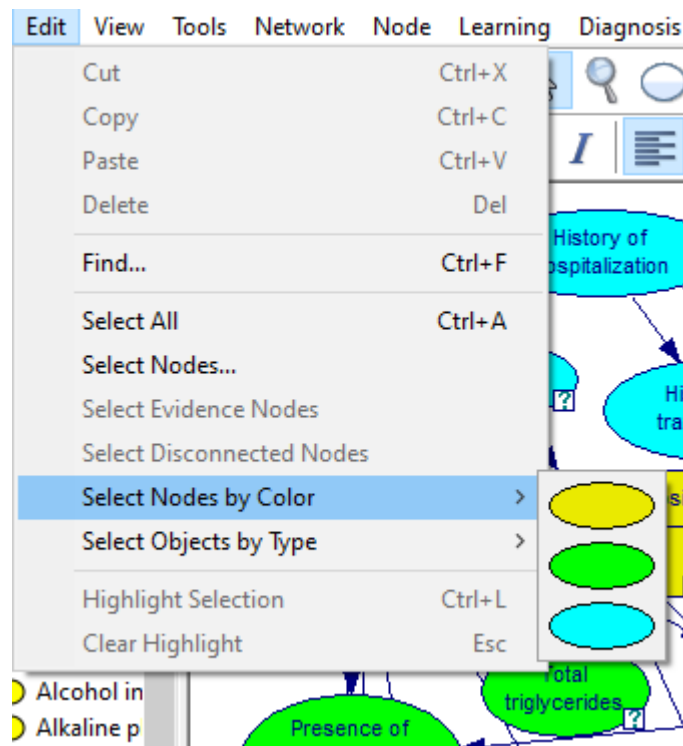 Edit View Tools Network Node Learning Diagnosis
Cut Ctrl+X
Copy Ctrl+C
Paste Ctrl+V
Delete Del
Find... Ctrl+F
Select All Ctrl+A
Select Nodes...
Select Evidence Nodes
Select Disconnected Nodes
Select Nodes by Color >
Select Objects by Type >
Highlight Selection Ctrl+L
Clear Highlight Esc
I
History of
ospitalization
?
Hi
tra
Total
triglycerides
?
Alcohol in
Alkaline p
Presence of